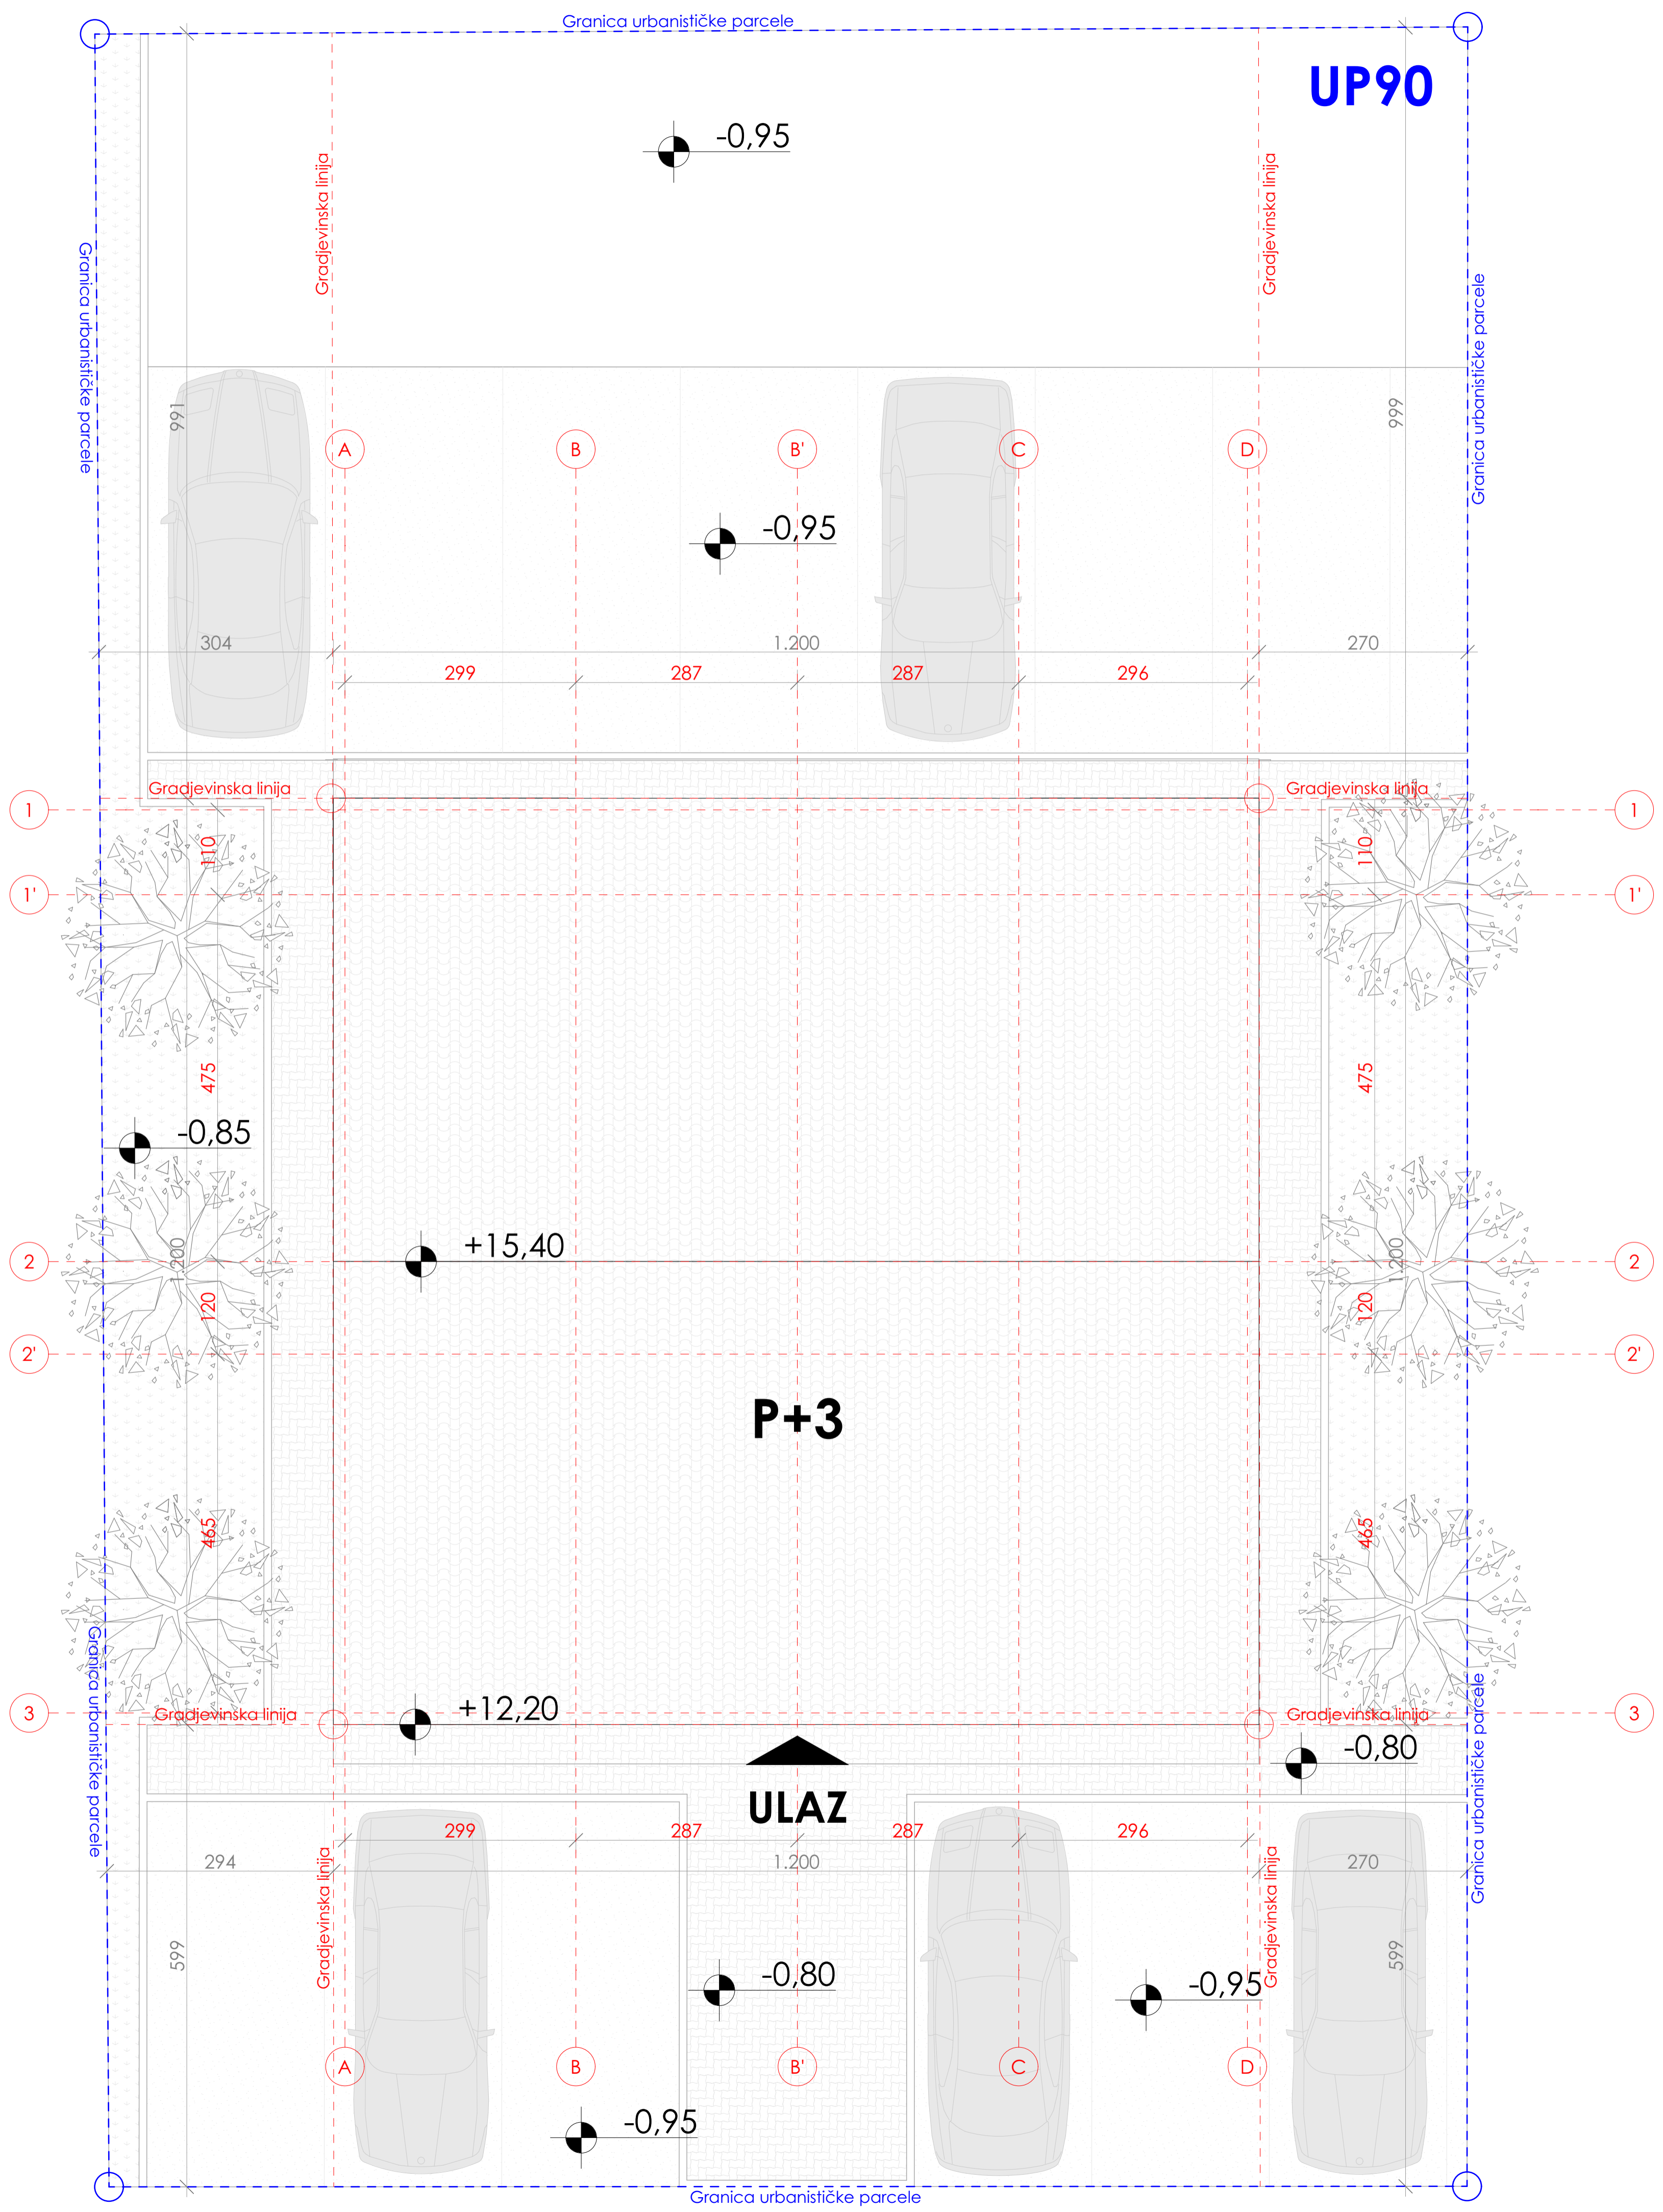 Granica urbanističke parcele
UP90
-0,95
Gradjevinska linija
Gradjevinska linija
Granica urbanističke parcele
Granica urbanističke parcele
991
999
A
B
B'
C
D
-0,95
304
1.200
270
299
287
287
296
Gradjevinska linija
Gradjevinska linija
1
1
110
110
1'
1'
475
475
-0,85
+15,40
2
2
1.200
1.200
120
120
2'
2'
P+3
465
465
+12,20
3
3
Gradjevinska linija
Gradjevinska linija
-0,80
Granica urbanističke parcele
Granica urbanističke parcele
ULAZ
299
287
287
296
294
1.200
270
Gradjevinska linija
Gradjevinska linija
599
599
-0,80
-0,95
A
B
B'
C
D
-0,95
Granica urbanističke parcele